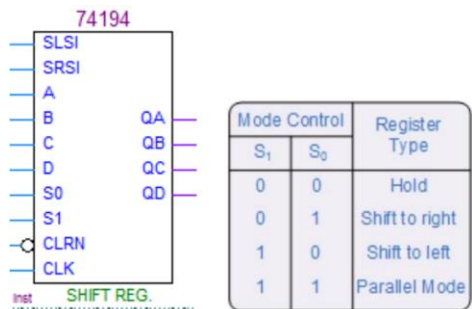 74194
SLSI
SRSI
A
B QA
C QB
D QC
S0 QD
S1
CLRN
CLK
Inst SHIFT REG.
Mode Control Register Type
S₁ S₀
0 0 Hold
0 1 Shift to right
1 0 Shift to left
1 1 Parallel Mode